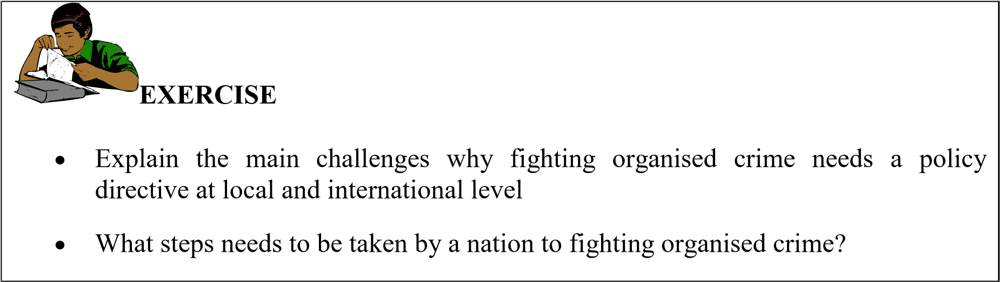 EXERCISE
• Explain the main challenges why fighting organised crime needs a policy
directive at local and international level
• What steps needs to be taken by a nation to fighting organised crime?